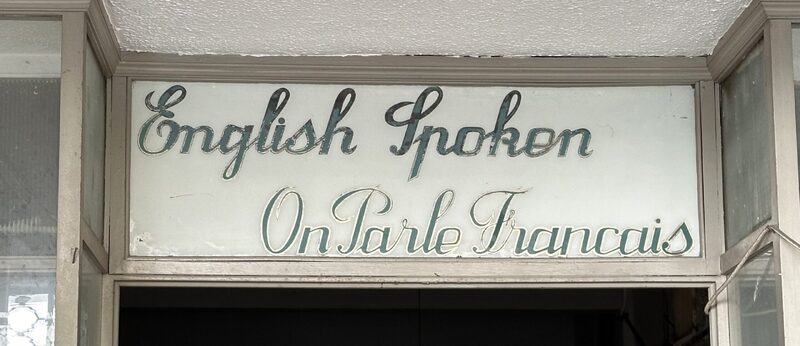 English Spoken
On Parle Francais